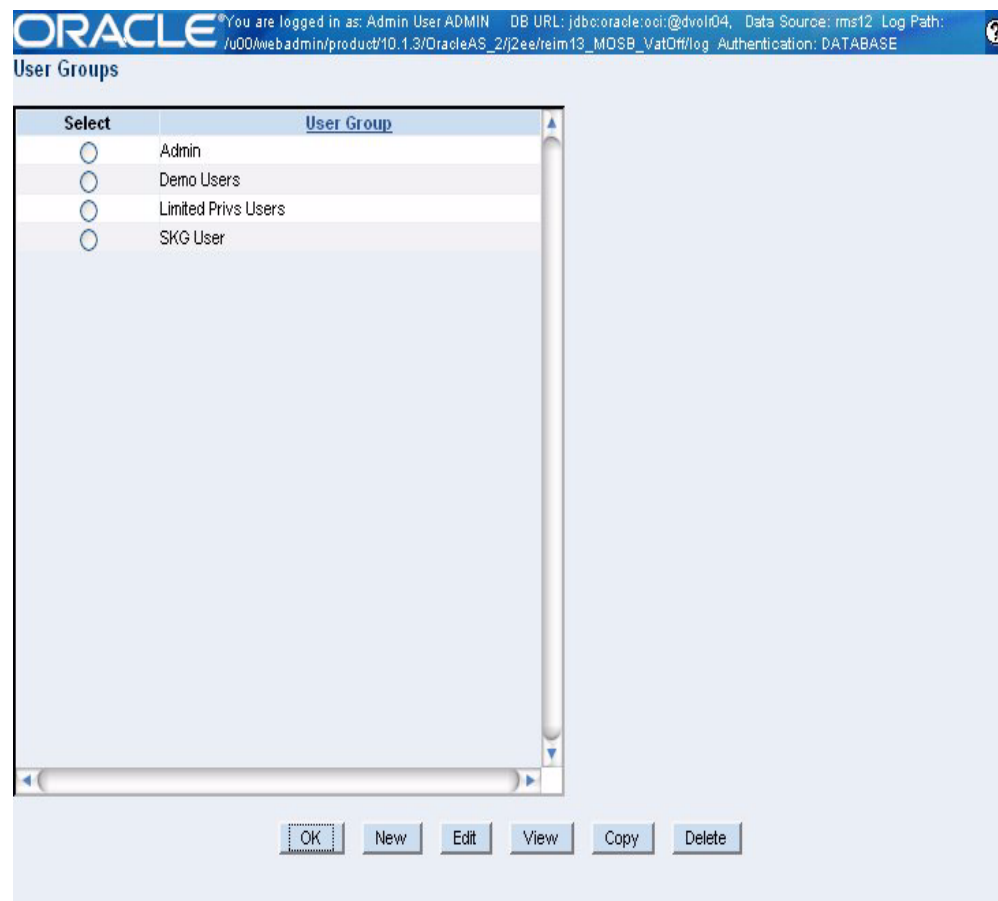 ORACLE® You are logged in as: Admin User ADMIN DB URL: jdbc:oracle:oci:@dvolr04, Data Source: rms12 Log Path:
/u00/webadmin/product/10.1.3/OracleAS_2/j2ee/reim13_MOSB_VatOff/log Authentication: DATABASE
User Groups
Select User Group
Admin
Demo Users
Limited Privs Users
SKG User
OK New Edit View Copy Delete